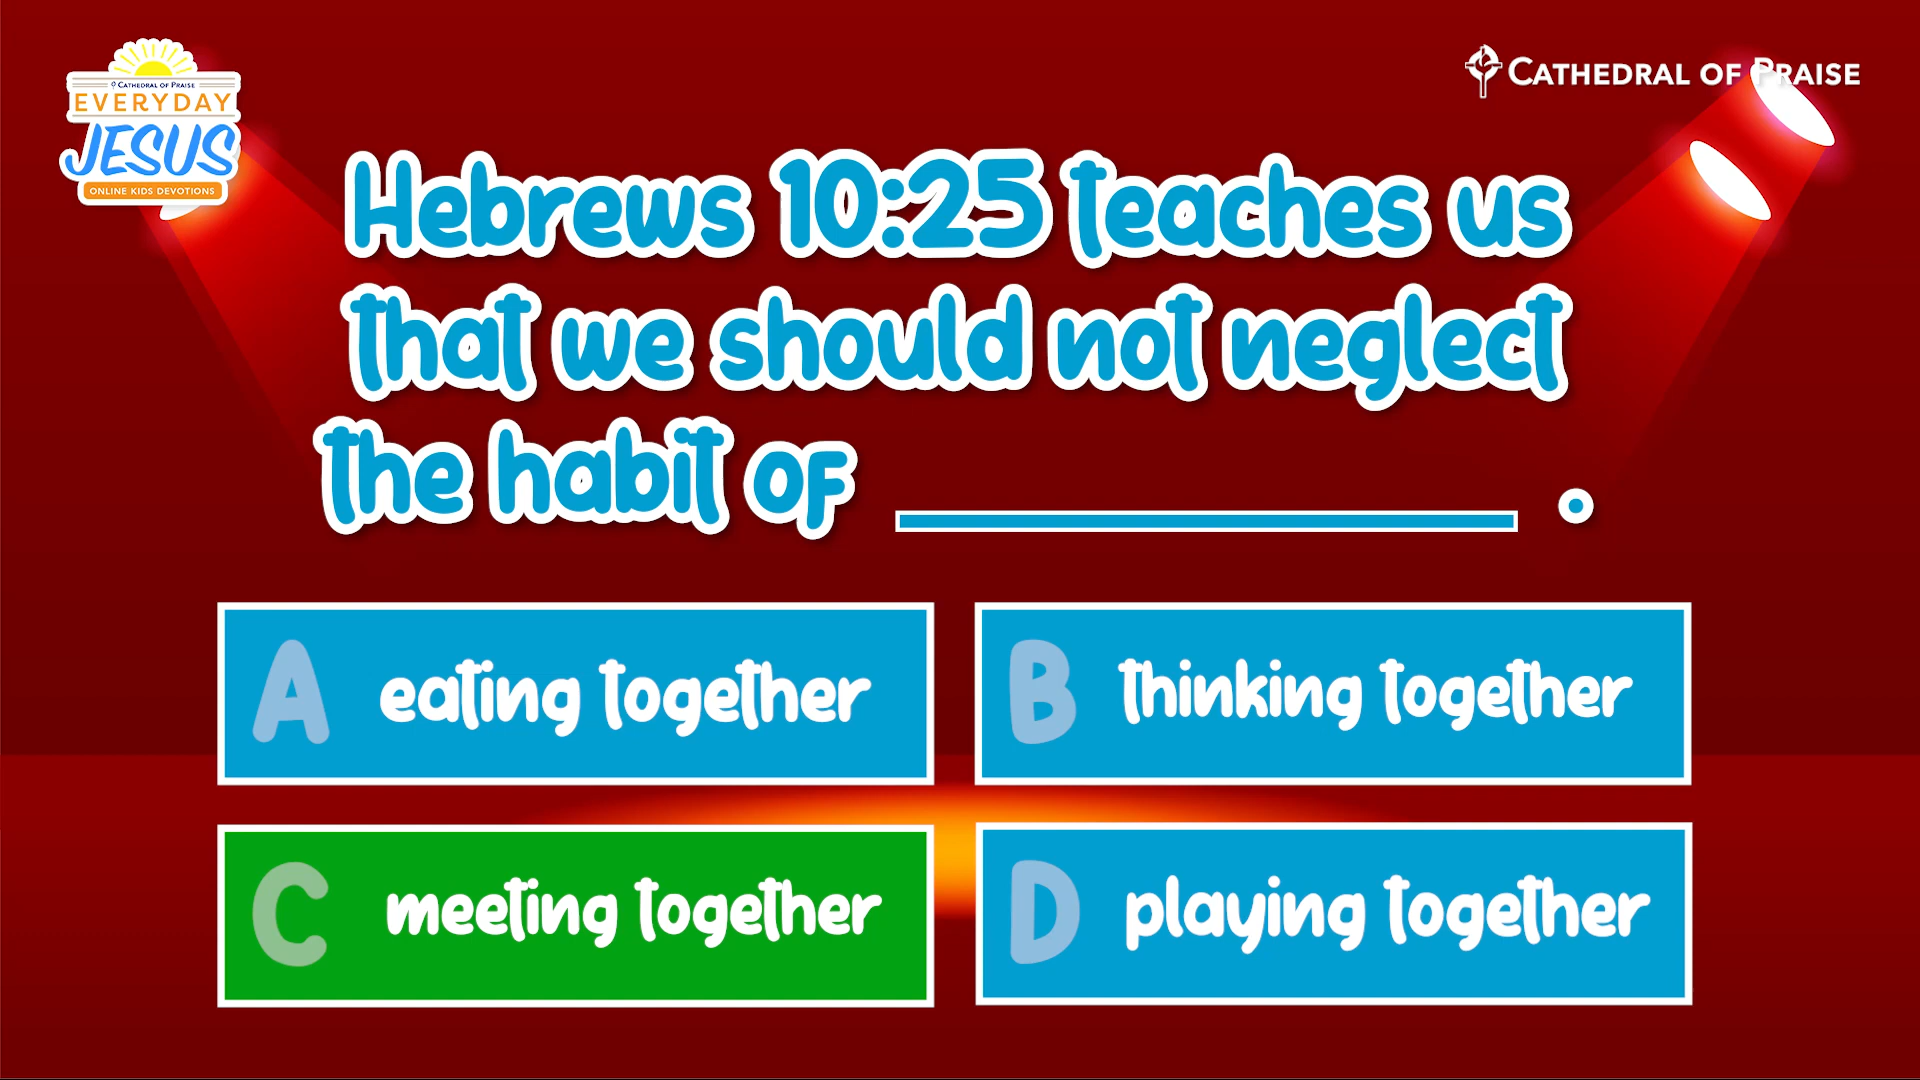 CATHEDRAL OF PRAISE
EVERYDAY
JESUS
ONLINE KIDS DEVOTIONS
CATHEDRAL OF PRAISE
Hebrews 10:25 teaches us
that we should not neglect
the habit of ____________ .
A eating together
B thinking together
C meeting together
D playing together